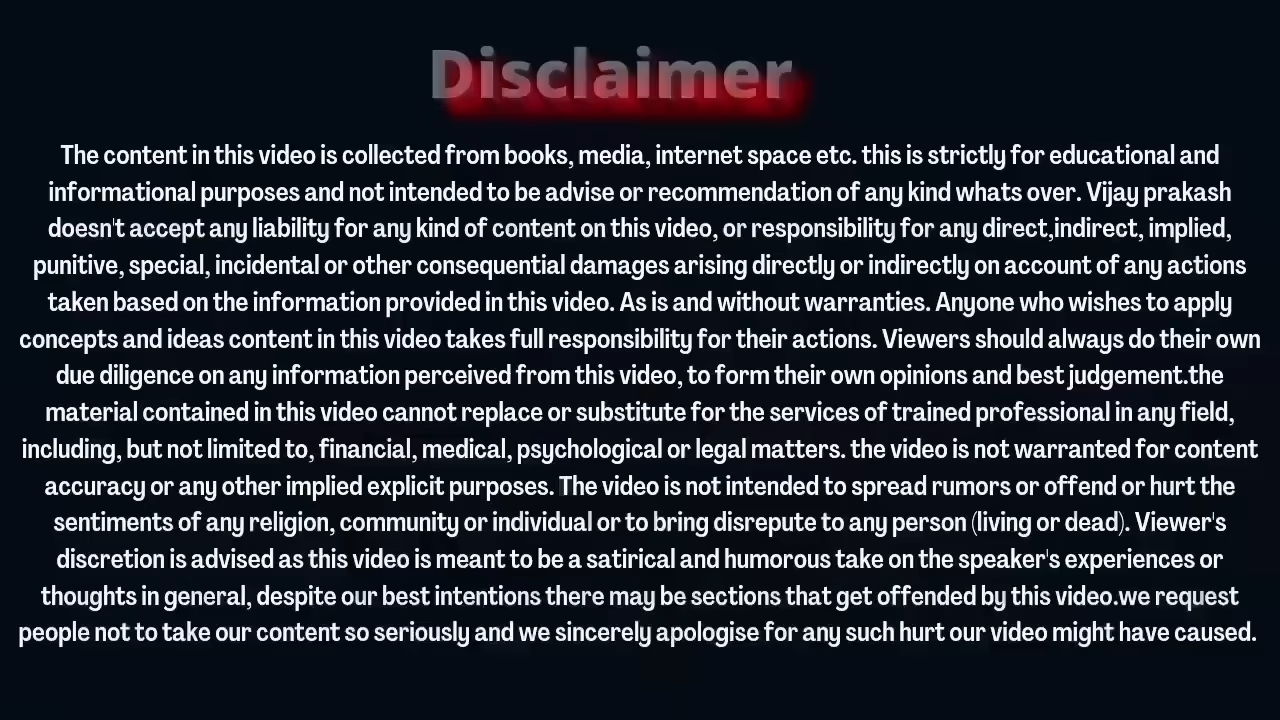 Disclaimer
The content in this video is collected from books, media, internet space etc. this is strictly for educational and
informational purposes and not intended to be advise or recommendation of any kind whats over. Vijay prakash
doesn't accept any liability for any kind of content on this video, or responsibility for any direct,indirect, implied,
punitive, special, incidental or other consequential damages arising directly or indirectly on account of any actions
taken based on the information provided in this video. As is and without warranties. Anyone who wishes to apply
concepts and ideas content in this video takes full responsibility for their actions. Viewers should always do their own
due diligence on any information perceived from this video, to form their own opinions and best judgement.the
material contained in this video cannot replace or substitute for the services of trained professional in any field,
including, but not limited to, financial, medical, psychological or legal matters. the video is not warranted for content
accuracy or any other implied explicit purposes. The video is not intended to spread rumors or offend or hurt the
sentiments of any religion, community or individual or to bring disrepute to any person (living or dead). Viewer's
discretion is advised as this video is meant to be a satirical and humorous take on the speaker's experiences or
thoughts in general, despite our best intentions there may be sections that get offended by this video.we request
people not to take our content so seriously and we sincerely apologise for any such hurt our video might have caused.